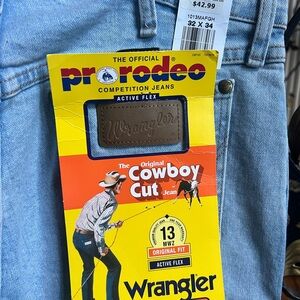 $42.99
1013MAFGH
32 X 34
THE OFFICIAL
prorodeo
COMPETITION JEANS
ACTIVE FLEX
Wrangler
The Original
Cowboy
Cut Jean
13
MWZ
ORIGINAL FIT
ACTIVE FLEX
Wrangler